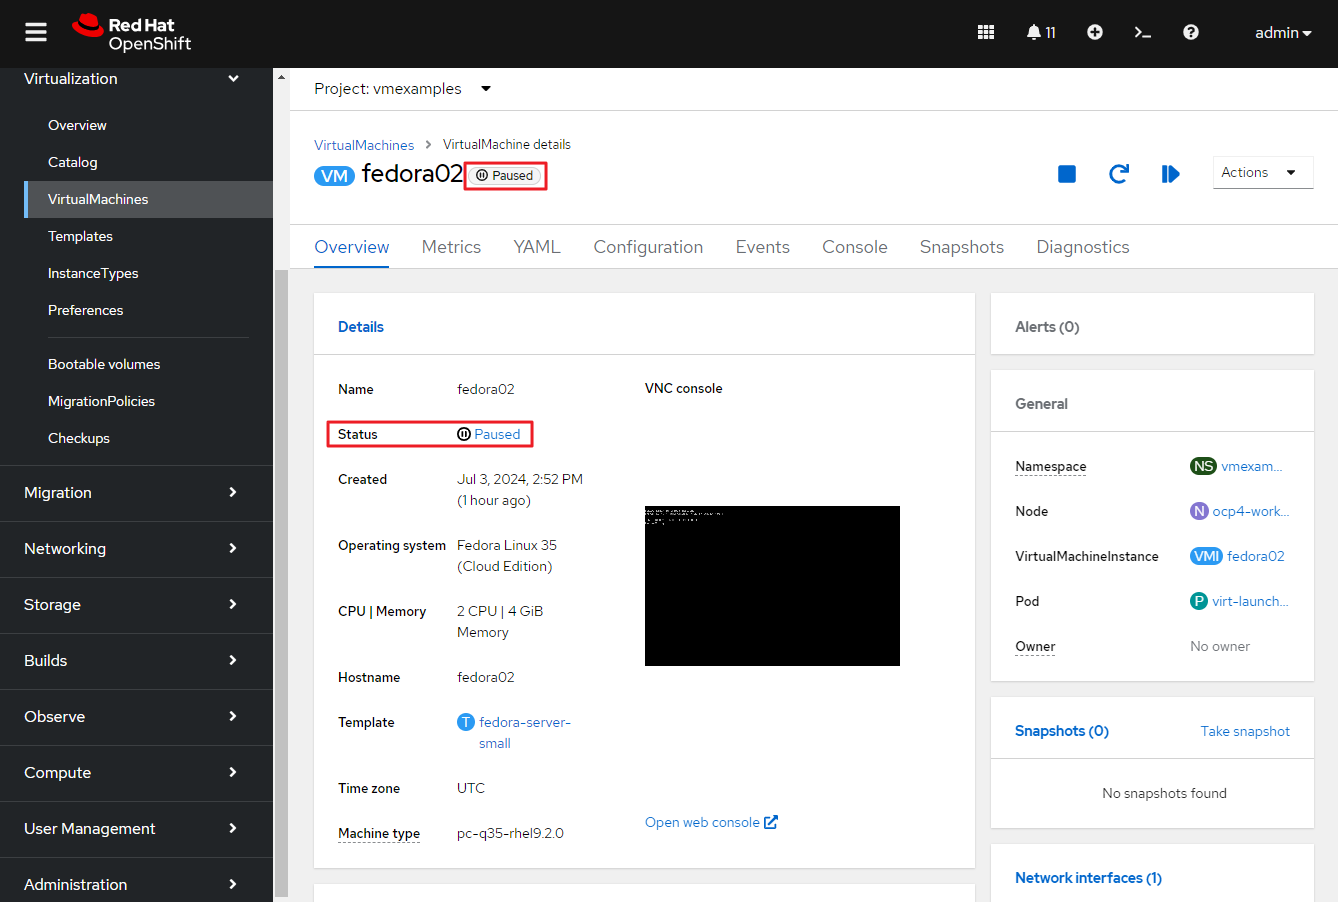 Red Hat
OpenShift
11
admin
Virtualization
Overview
Catalog
VirtualMachines
Templates
InstanceTypes
Preferences
Bootable volumes
MigrationPolicies
Checkups
Migration
Networking
Storage
Builds
Observe
Compute
User Management
Administration
Project: vmexamples
VirtualMachines > VirtualMachine details
VM fedora02 Paused
Actions
Overview Metrics YAML Configuration Events Console Snapshots Diagnostics
Details
Name fedora02
Status Paused
Created Jul 3, 2024, 2:52 PM
(1 hour ago)
Operating system Fedora Linux 35
(Cloud Edition)
CPU | Memory 2 CPU | 4 GiB
Memory
Hostname fedora02
Template T fedora-server-
small
Time zone UTC
Machine type pc-q35-rhel9.2.0
VNC console
Open web console
Alerts (0)
General
Namespace NS vmexam...
Node N ocp4-work...
VirtualMachineInstance VMI fedora02
Pod P virt-launch...
Owner No owner
Snapshots (0) Take snapshot
No snapshots found
Network interfaces (1)